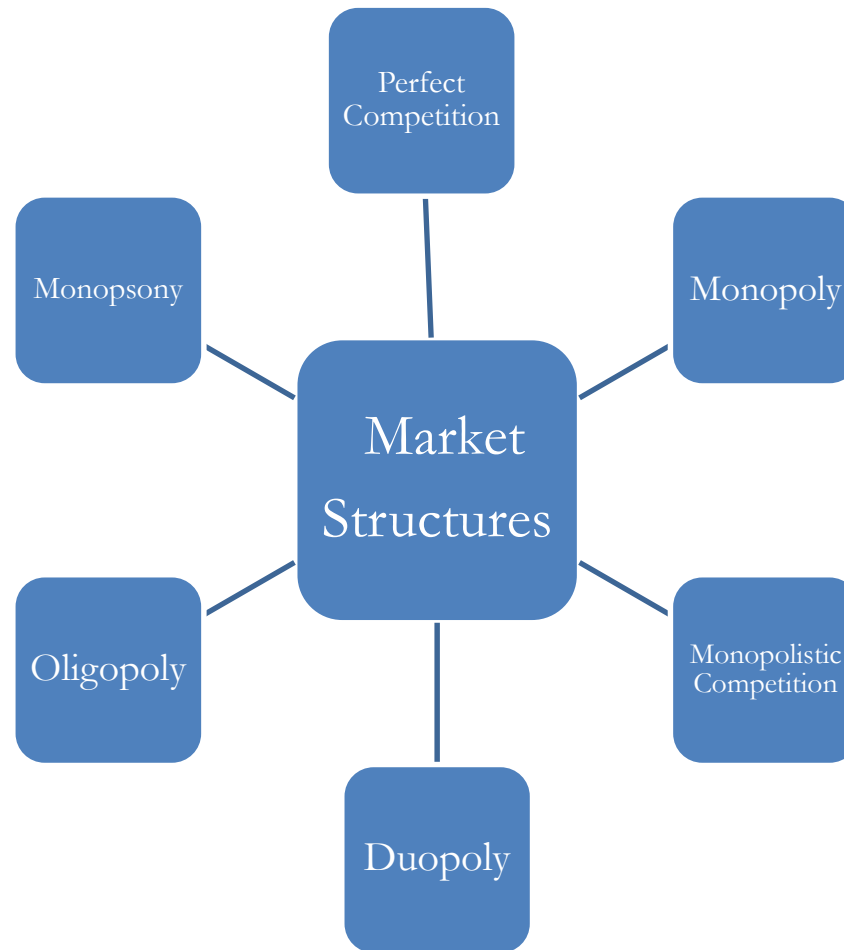 Perfect
Competition
Monopsony
Monopoly
Market
Structures
Oligopoly
Monopolistic
Competition
Duopoly